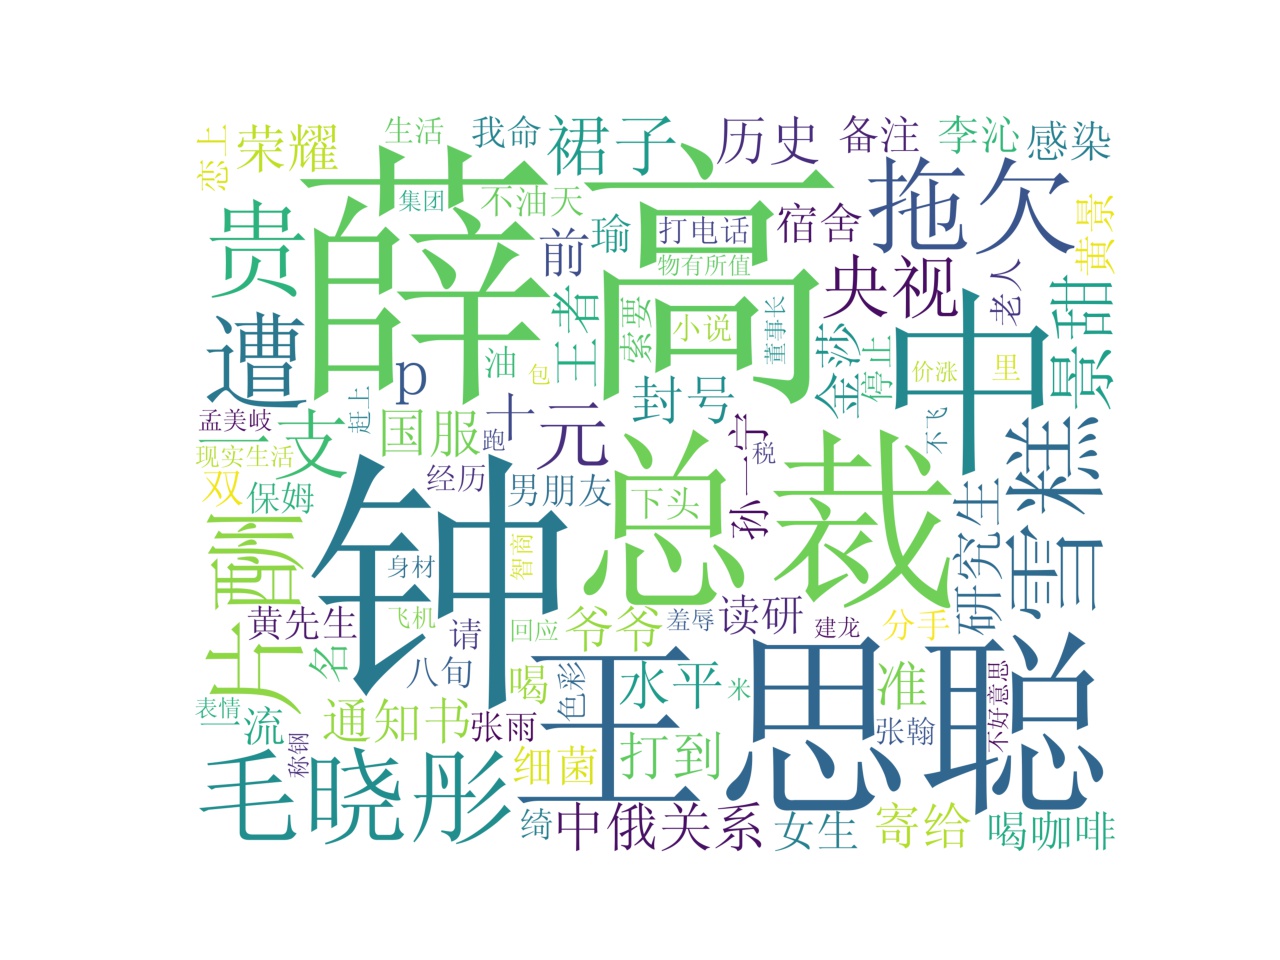 恋上
荣耀
生活
我命
裙子
历史
备注
李沁
感染
薛
高
拖欠
集团
不油天
贵
前
瑜
打电话
宿舍
黄景
物有所值
央视
老人
景甜
遭
p
油
王者
索要
小说
董事长
金莎
停止
中
价涨
里
包
赶上
孟美岐
一支
国服
十
元
封号
不飞
跑
现实生活
双
保姆
经历
男朋友
孙一宁
税
雪糕
钟
总裁
下头
研究生
酃州
身材
智商
黄先生
飞机
请
回应
爷爷
羞辱
读研
建龙
分手
片
名
八旬
喝
色彩
水平
米
准
不好意思
王思聪
表情
一流
通知书
张雨
张翰
称钢
细菌
打到
毛晓彤
绮
中俄关系
女生
寄给
喝咖啡